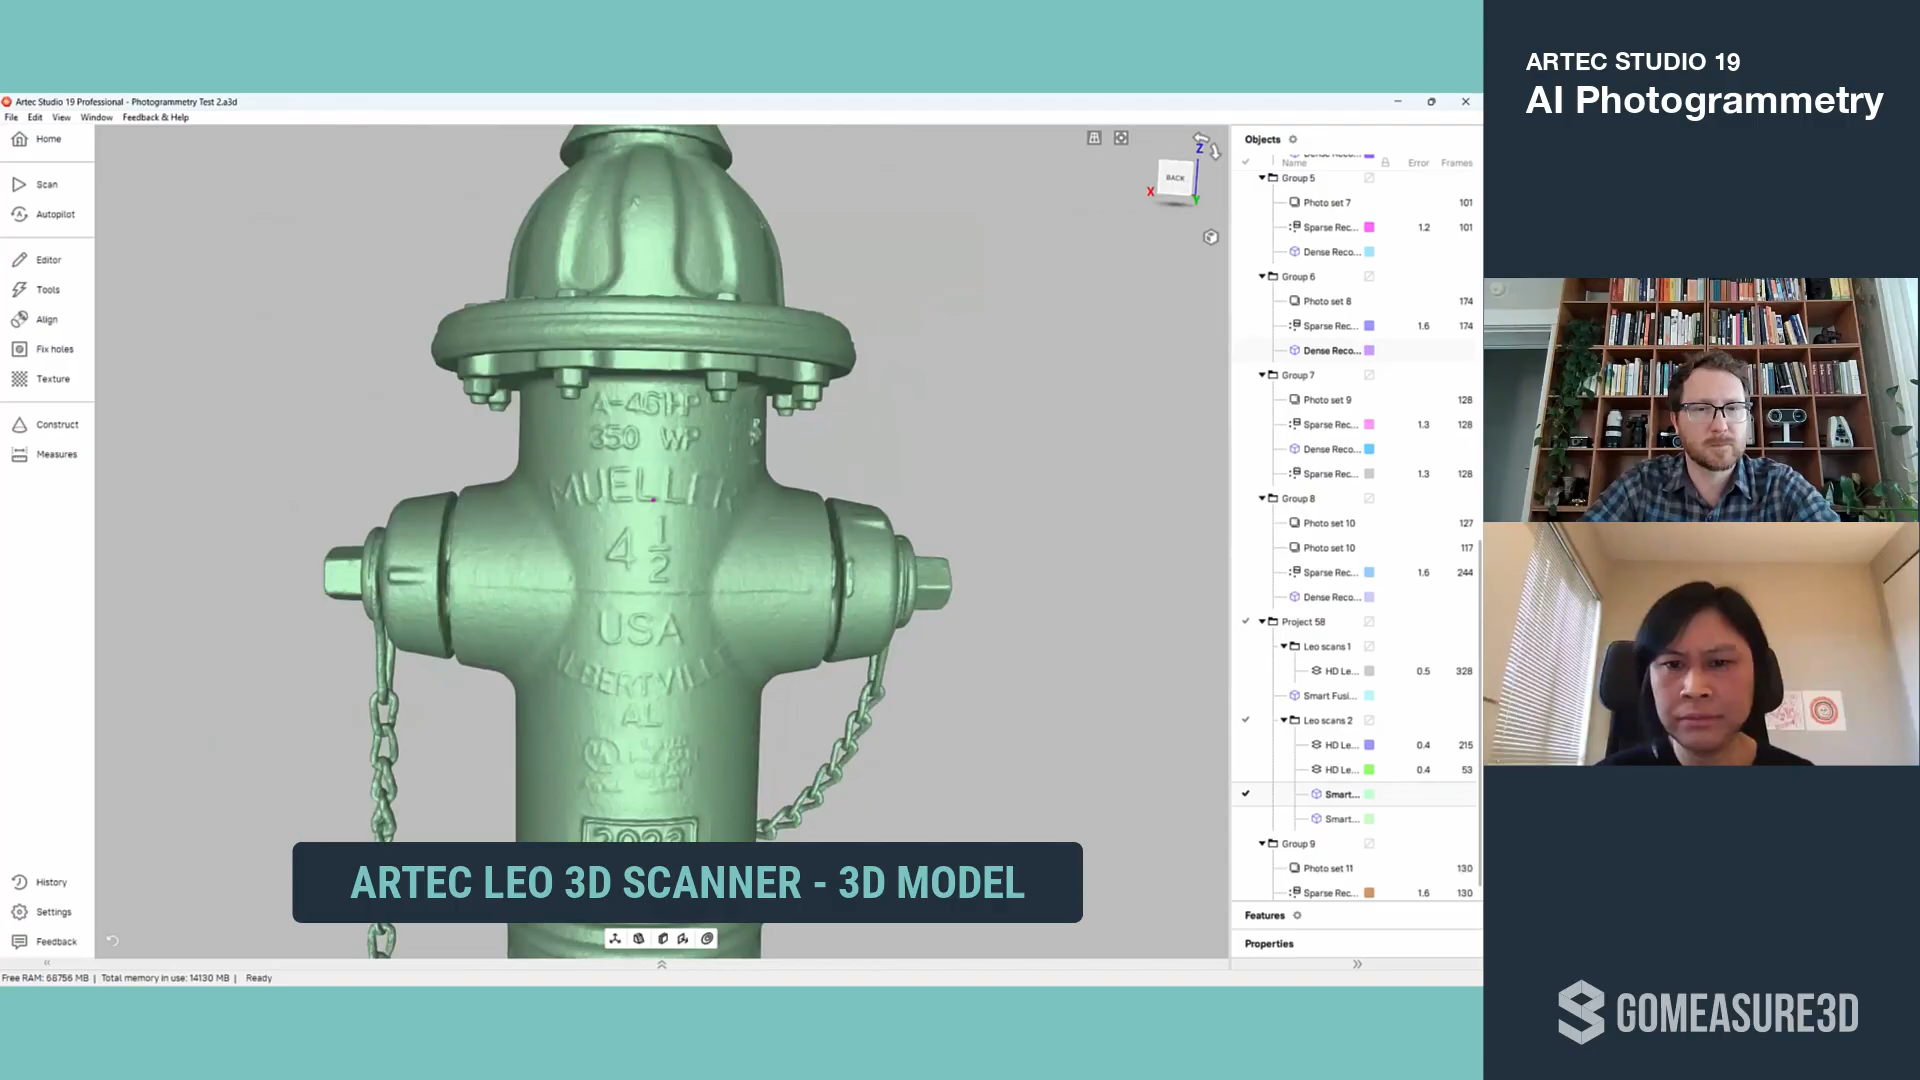 ARTEC STUDIO 19
AI Photogrammetry
Artec Studio 19 Professional - Photogrammetry Test 2.a3d
File Edit View Window Feedback & Help
Home
Scan
Autopilot
Editor
Tools
Align
Fix holes
Texture
Construct
Measures
History
Settings
Feedback
Z
BACK
X
Y
A-461HP
350 WP
MUELLER
4 1/2
USA
ALBERTVILLE
AL
2022
ARTEC LEO 3D SCANNER - 3D MODEL
Objects
Name Error Frames
Group 5
Photo set 7 101
Sparse Rec... 1.2 101
Dense Reco...
Group 6
Photo set 8 174
Sparse Rec... 1.6 174
Dense Reco...
Group 7
Photo set 9 128
Sparse Rec... 1.3 128
Dense Reco...
Sparse Rec... 1.3 128
Group 8
Photo set 10 127
Photo set 10 117
Sparse Rec... 1.6 244
Dense Reco...
Project 58
Leo scans 1
HD Le... 0.5 328
Smart Fusi...
Leo scans 2
HD Le... 0.4 215
HD Le... 0.4 53
Smart...
Smart...
Group 9
Photo set 11 130
Sparse Rec... 1.6 130
Features
Properties
Free RAM: 68756 MB | Total memory in use: 14130 MB | Ready
GOMEASURE3D